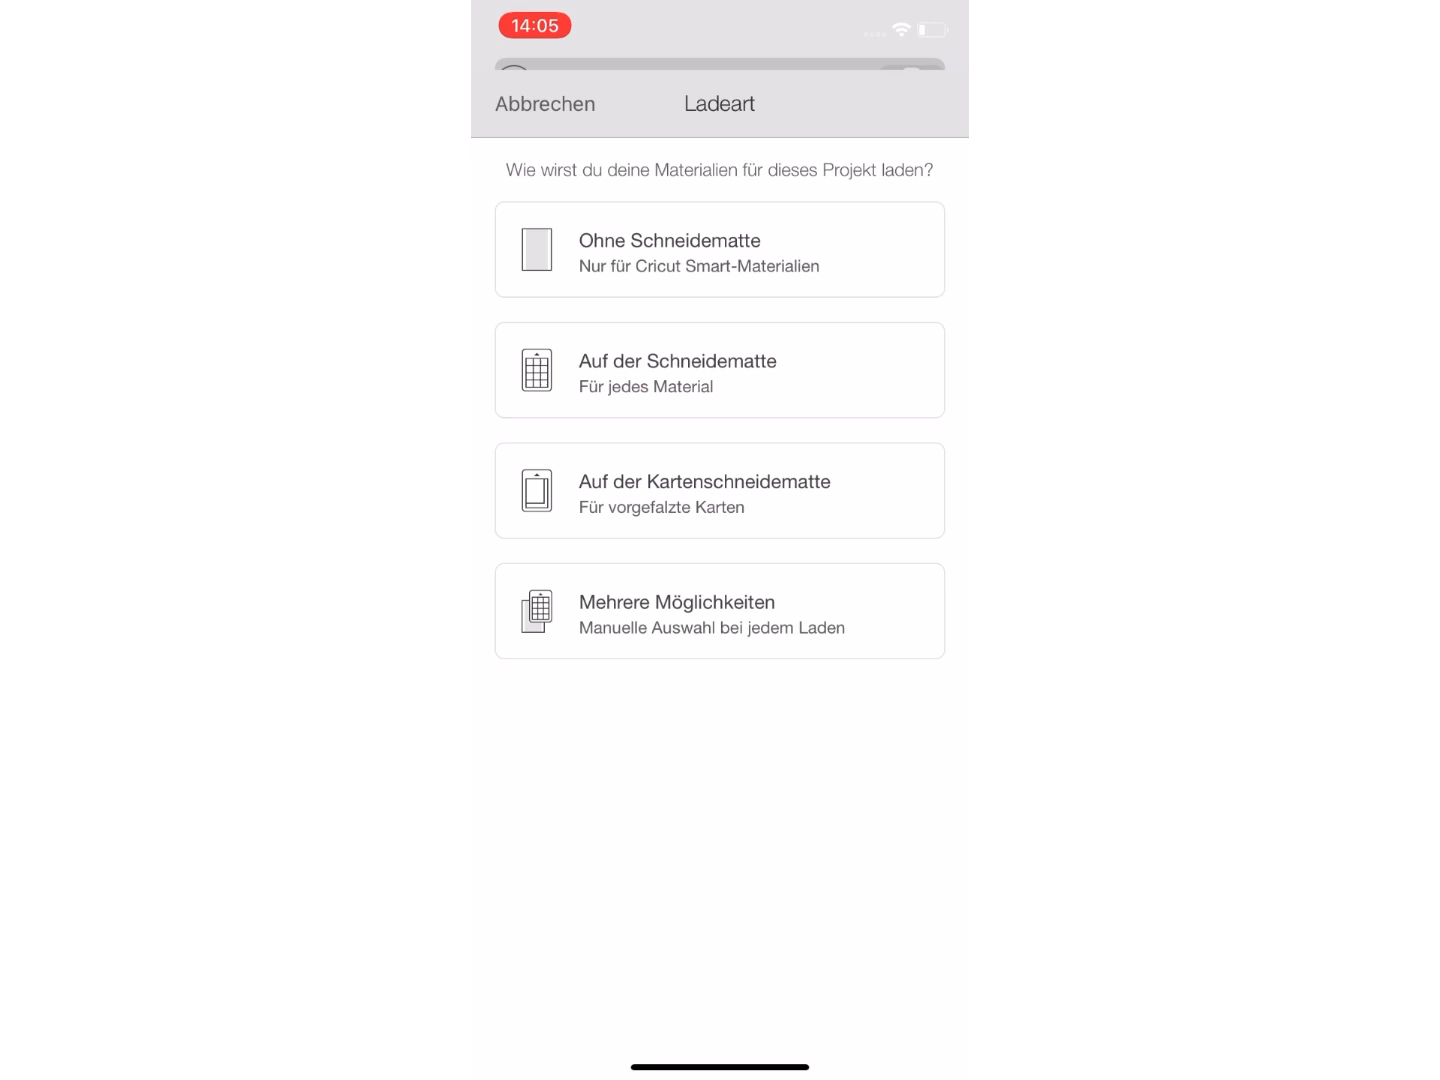 14:05
Abbrechen
Ladeart
Wie wirst du deine Materialien für dieses Projekt laden?
Ohne Schneidematte
Nur für Cricut Smart-Materialien
Auf der Schneidematte
Für jedes Material
Auf der Kartenschneidematte
Für vorgefalzte Karten
Mehrere Möglichkeiten
Manuelle Auswahl bei jedem Laden